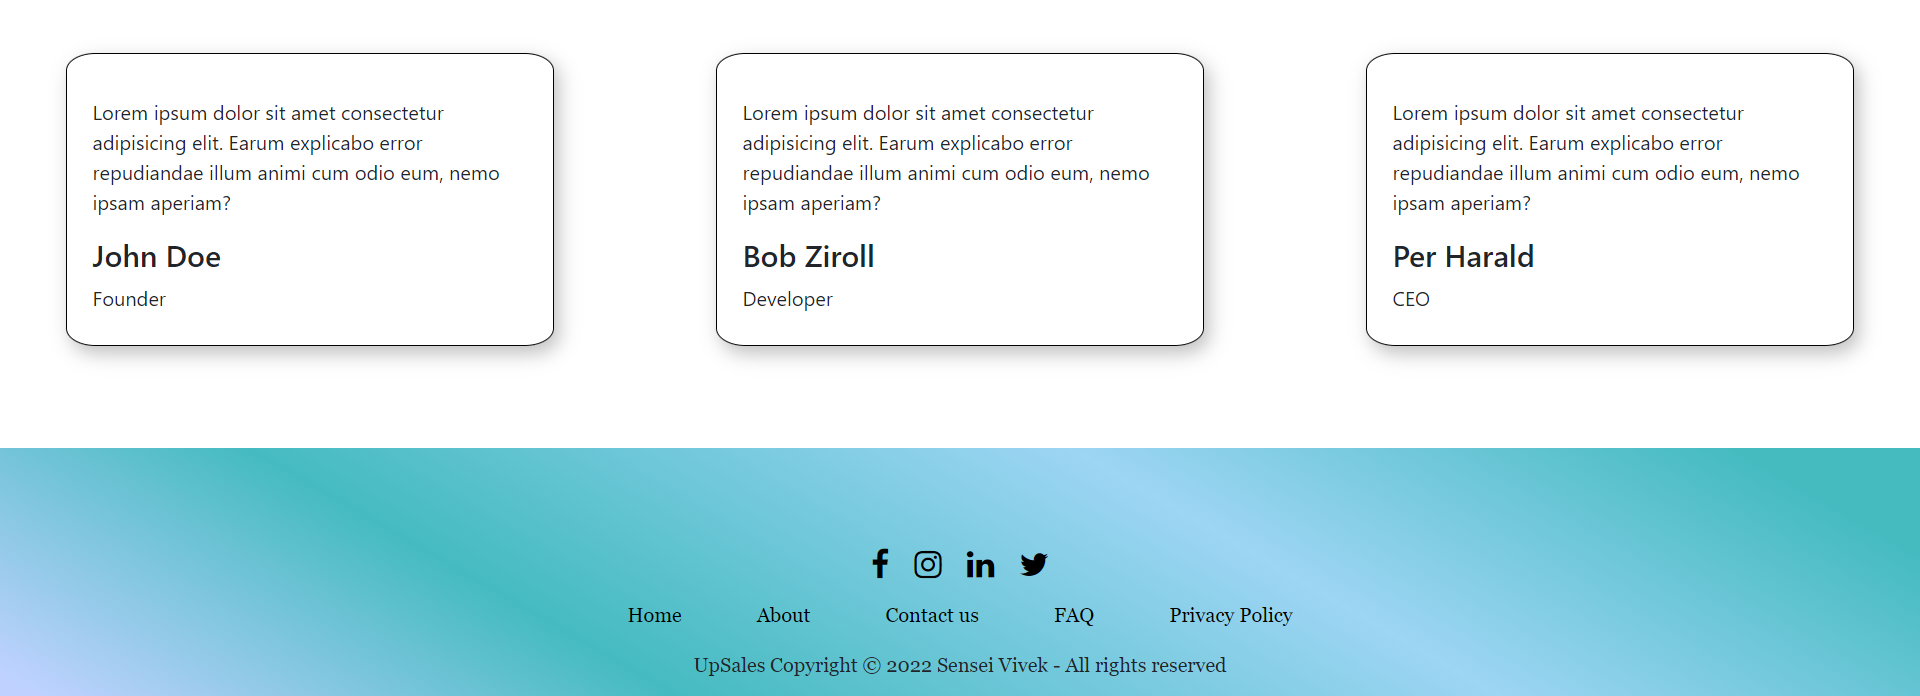 Lorem ipsum dolor sit amet consectetur
adipisicing elit. Earum explicabo error
repudiandae illum animi cum odio eum, nemo
ipsam aperiam?
John Doe
Founder
Lorem ipsum dolor sit amet consectetur
adipisicing elit. Earum explicabo error
repudiandae illum animi cum odio eum, nemo
ipsam aperiam?
Bob Ziroll
Developer
Lorem ipsum dolor sit amet consectetur
adipisicing elit. Earum explicabo error
repudiandae illum animi cum odio eum, nemo
ipsam aperiam?
Per Harald
CEO
Home About Contact us FAQ Privacy Policy
UpSales Copyright © 2022 Sensei Vivek - All rights reserved